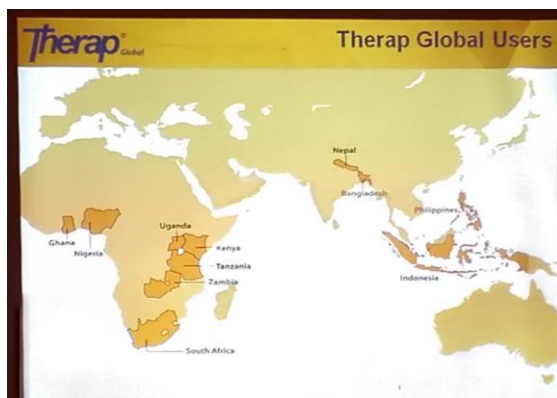 Therap®
Global
Therap Global Users
Nepal
Bangladesh
Philippines
Ghana
Nigeria
Uganda
Kenya
Tanzania
Zambia
Indonesia
South Africa